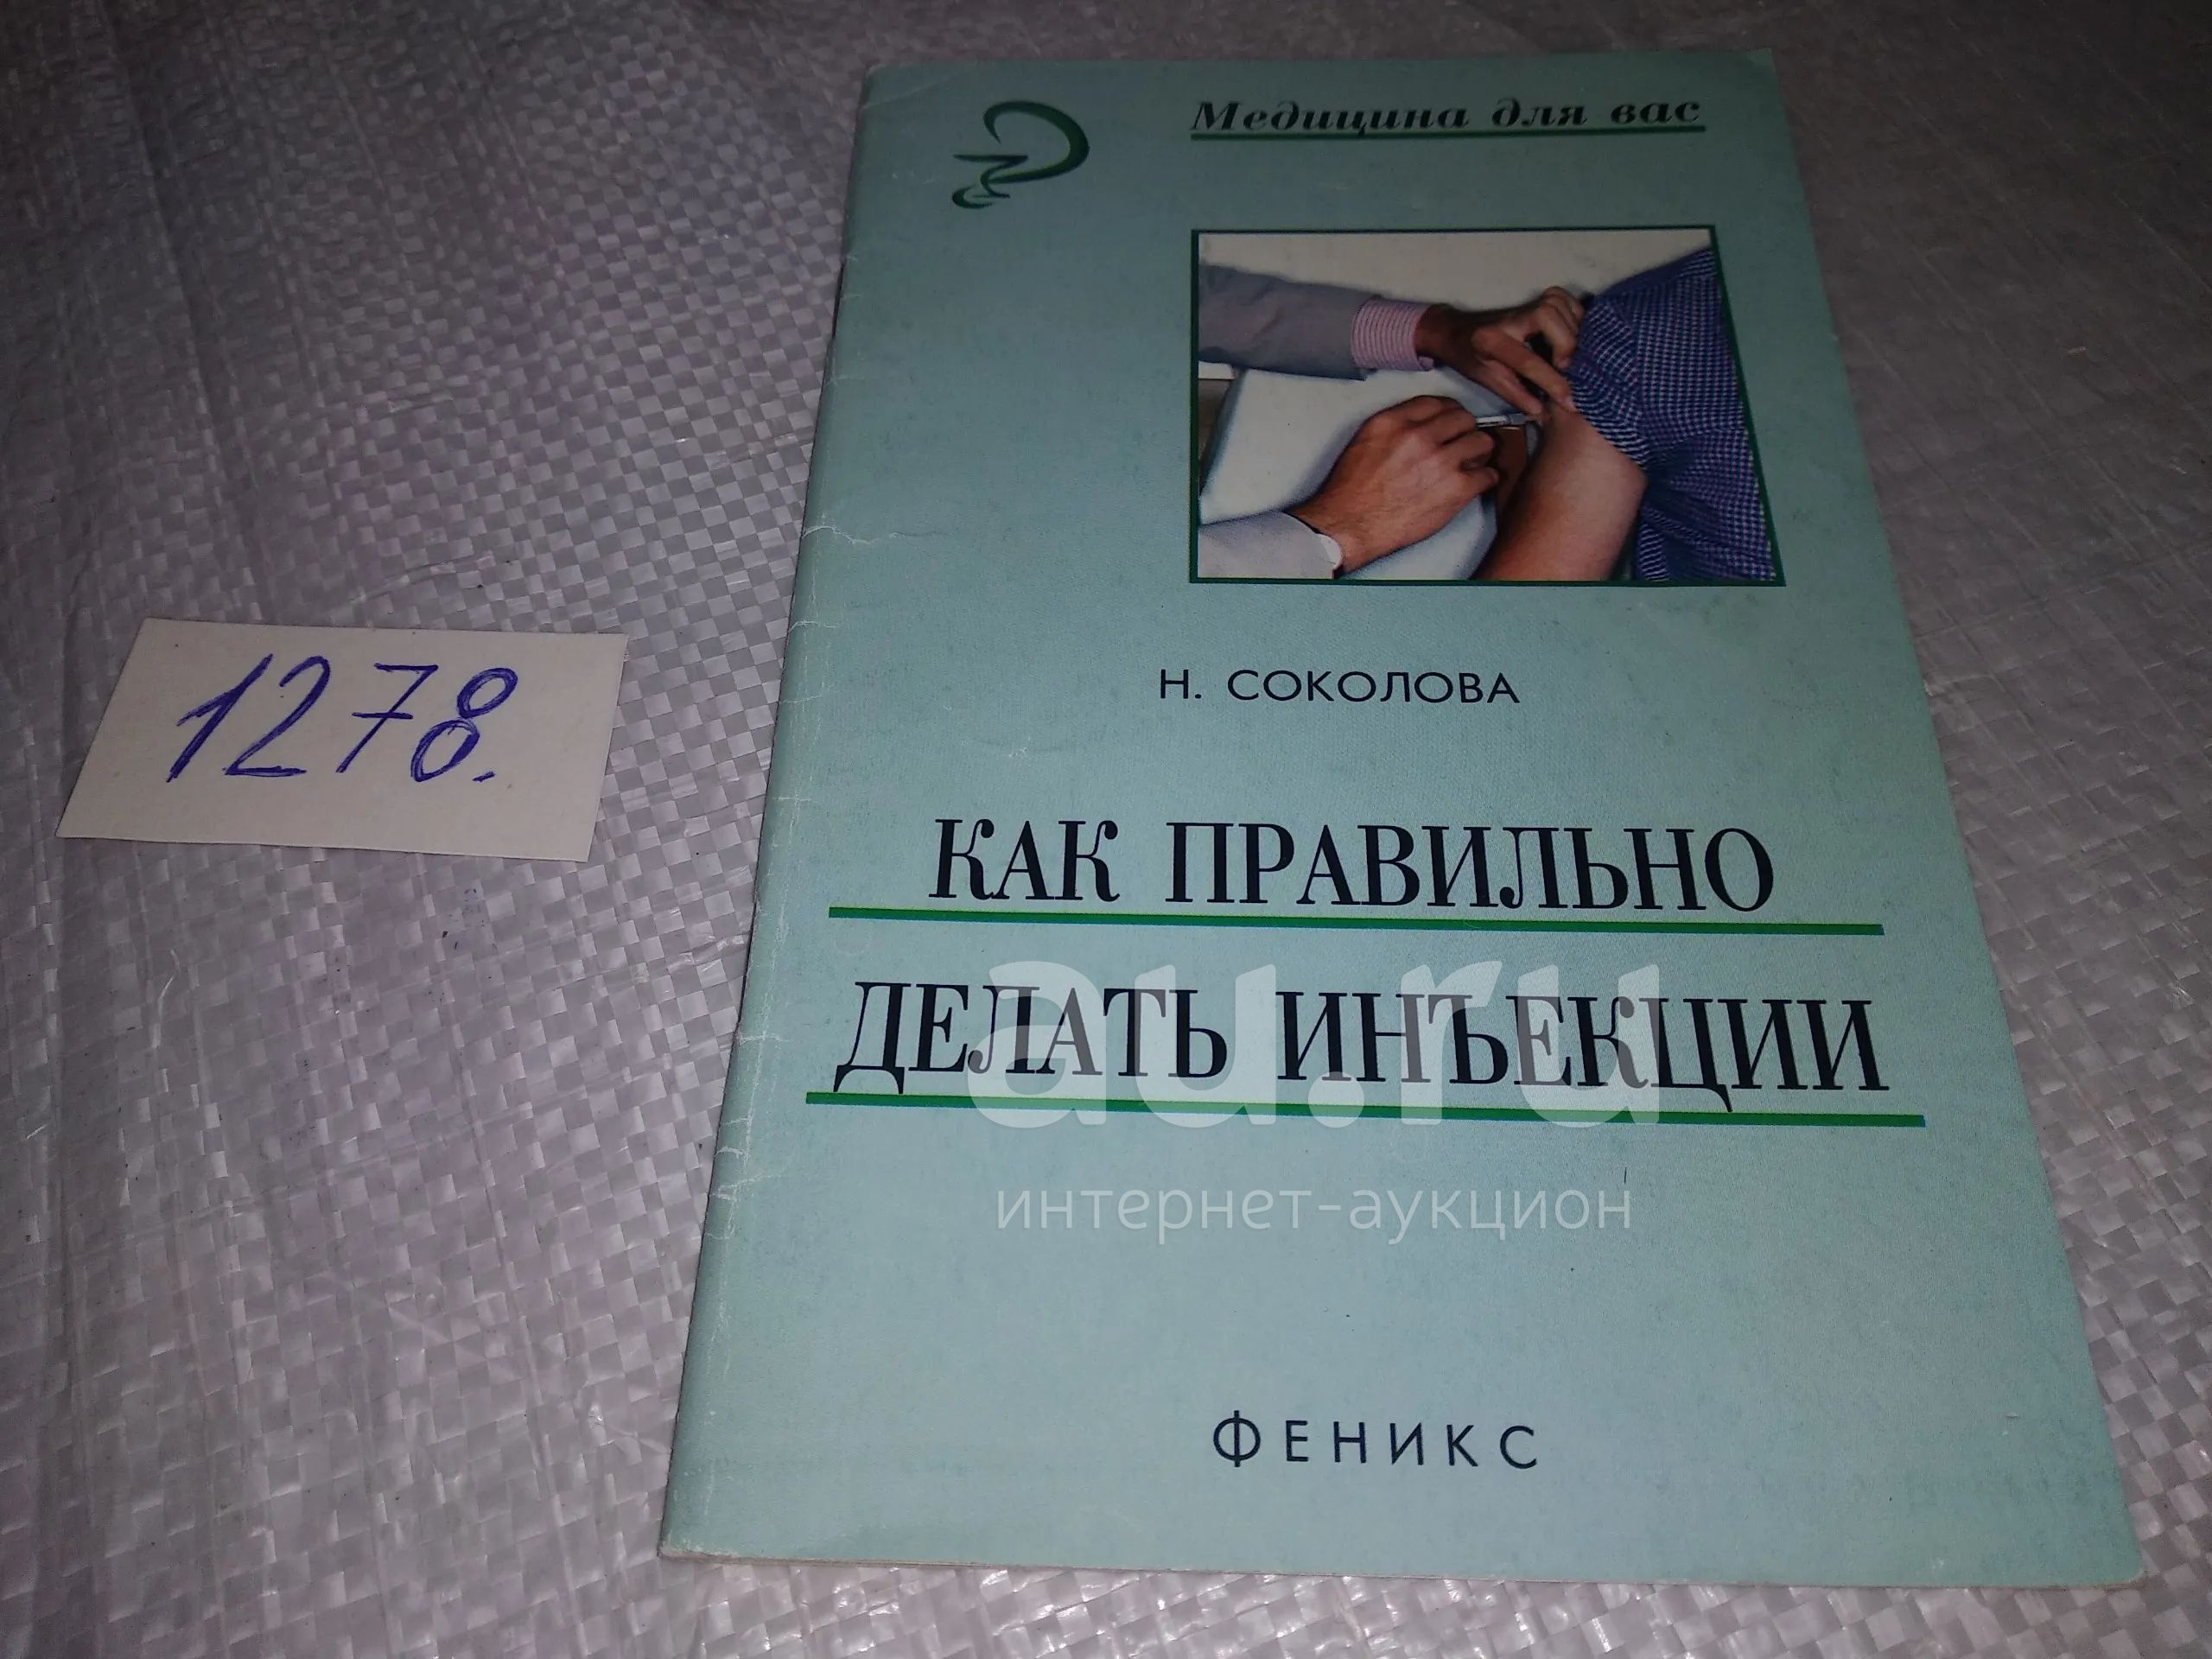 Медицина для вас
Н. СОКОЛОВА
1278.
КАК ПРАВИЛЬНО
ДЕЛАТЬ ИНЪЕКЦИИ
au.ru
интернет-аукцион
ФЕНИКС